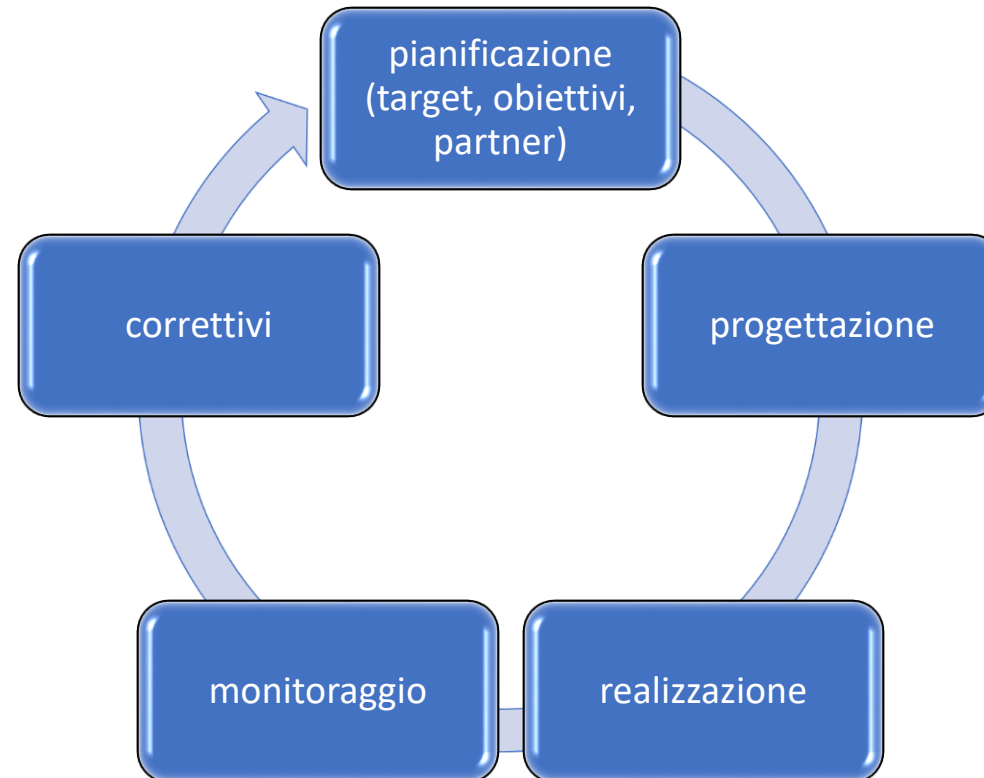 pianificazione
(target, obiettivi,
partner)
progettazione
realizzazione
monitoraggio
correttivi